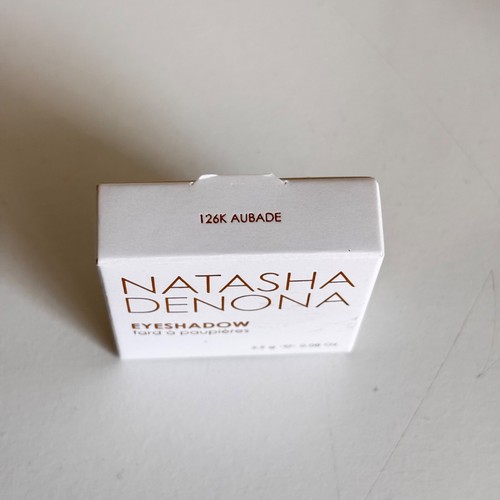 126K AUBADE
NATASHA
DENONA
EYESHADOW
fard à paupières